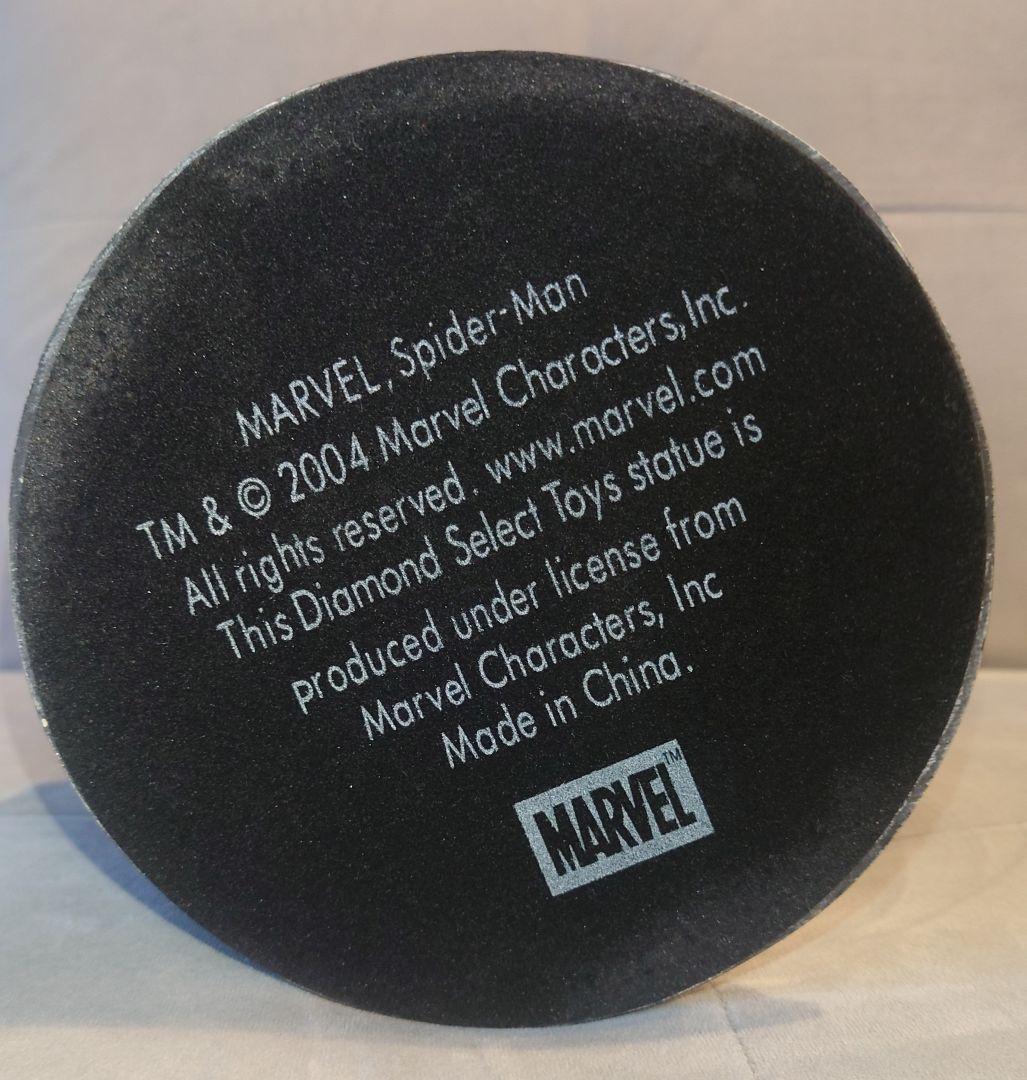 MARVEL, Spider-Man
TM & © 2004 Marvel Characters, Inc.
All rights reserved. www.marvel.com
This Diamond Select Toys statue is
produced under license from
Marvel Characters, Inc
Made in China.
MARVEL™